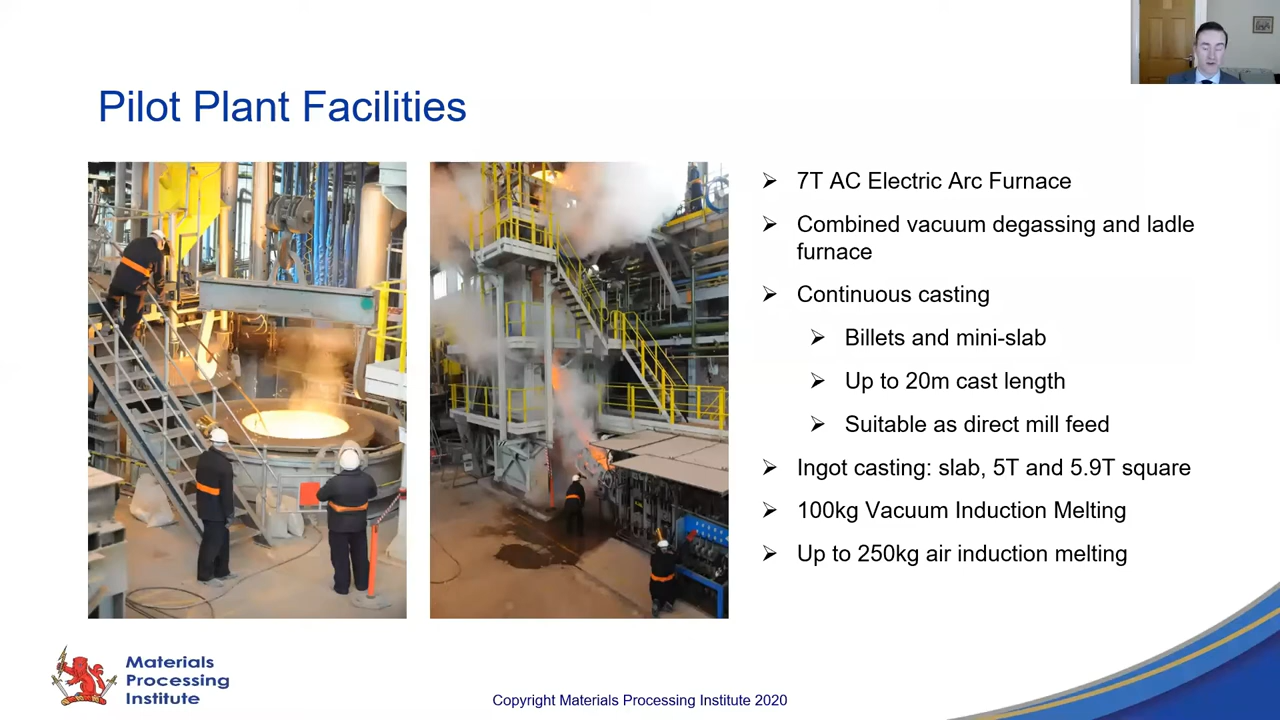 Pilot Plant Facilities
7T AC Electric Arc Furnace
Combined vacuum degassing and ladle
furnace
Continuous casting
Billets and mini-slab
Up to 20m cast length
Suitable as direct mill feed
Ingot casting: slab, 5T and 5.9T square
100kg Vacuum Induction Melting
Up to 250kg air induction melting
Materials
Processing
Institute
Copyright Materials Processing Institute 2020